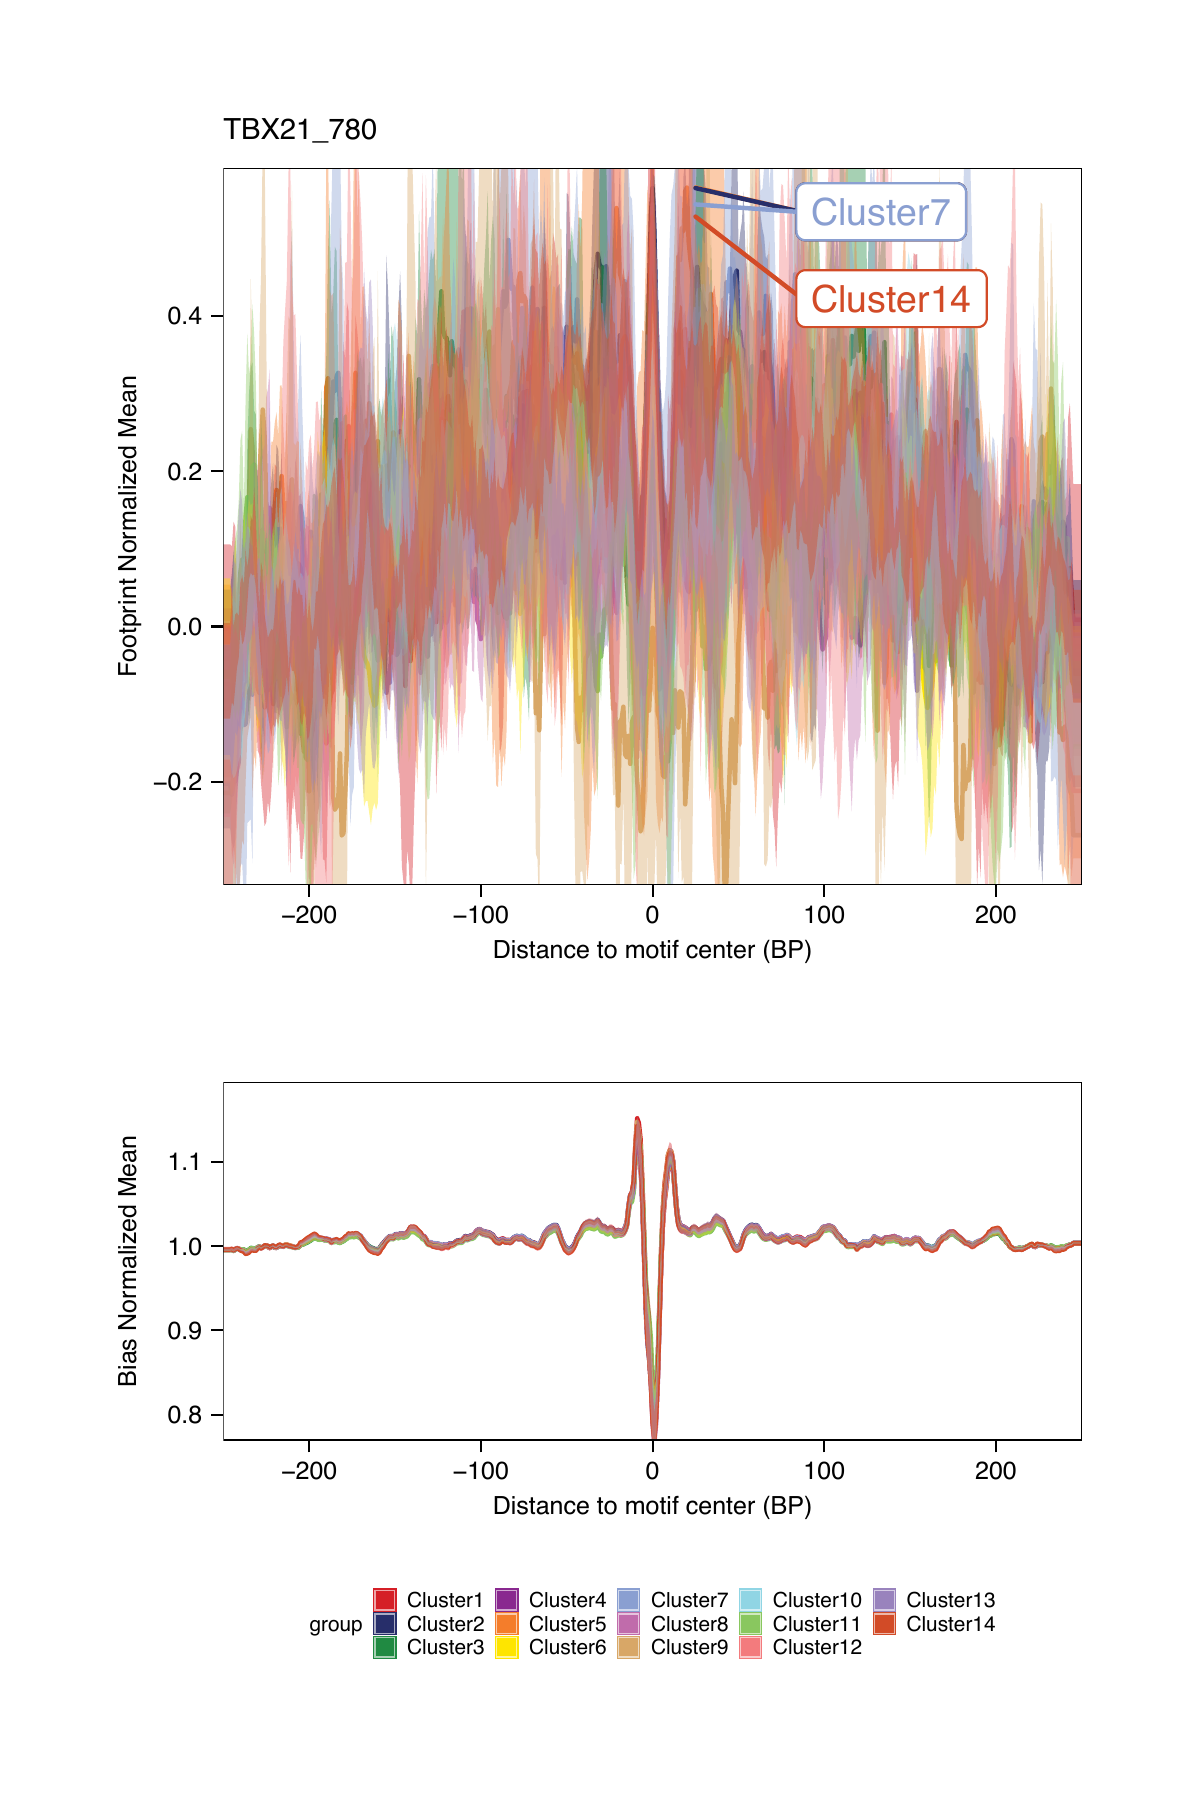 TBX21_780
Cluster7
Cluster14
0.4
0.2
0.0
−0.2
Footprint Normalized Mean
−200 −100 0 100 200
Distance to motif center (BP)
1.1
1.0
0.9
0.8
Bias Normalized Mean
−200 −100 0 100 200
Distance to motif center (BP)
Cluster1 Cluster4 Cluster7 Cluster10 Cluster13
group Cluster2 Cluster5 Cluster8 Cluster11 Cluster14
Cluster3 Cluster6 Cluster9 Cluster12